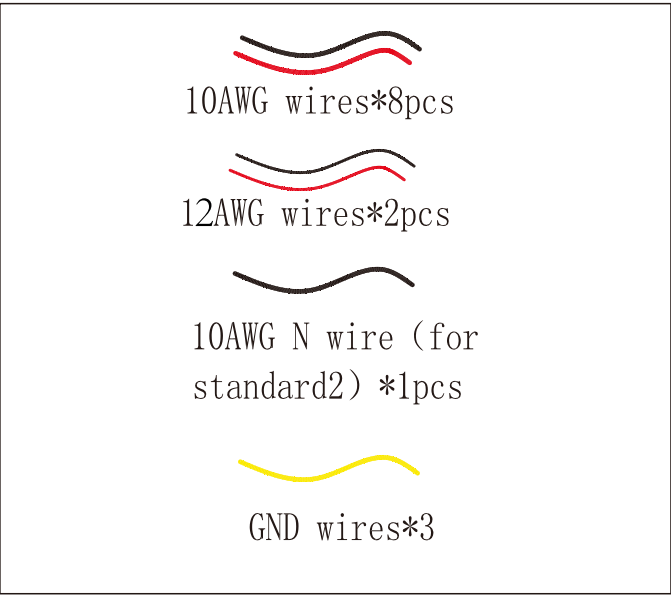 10AWG wires*8pcs
12AWG wires*2pcs
10AWG N wire（for
standard2）*1pcs
GND wires*3